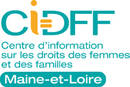 CiDFF
Centre d'information
sur les droits des femmes
et des familles
Maine-et-Loire